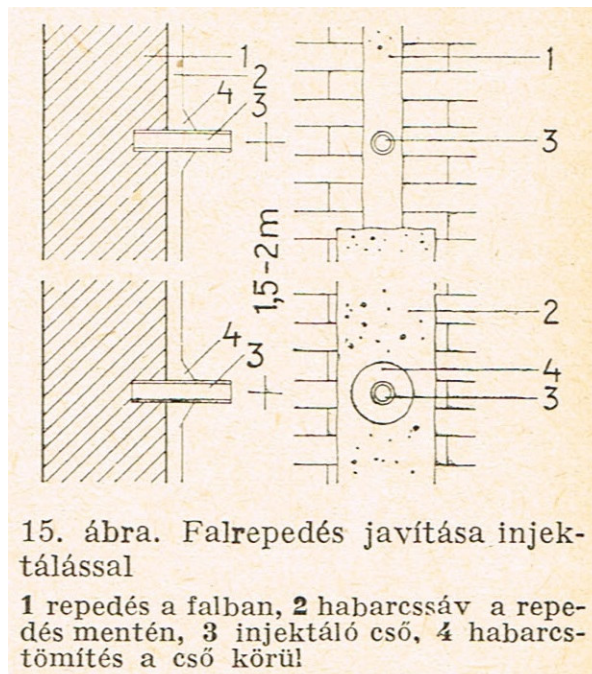 1
2
4
3
1
3
1,5-2m
4
3
2
4
3
15. ábra. Falrepedés javítása injek-
tálással
1 repedés a falban, 2 habarcssáv a repe-
dés mentén, 3 injektáló cső, 4 habarcs-
tömítés a cső körül